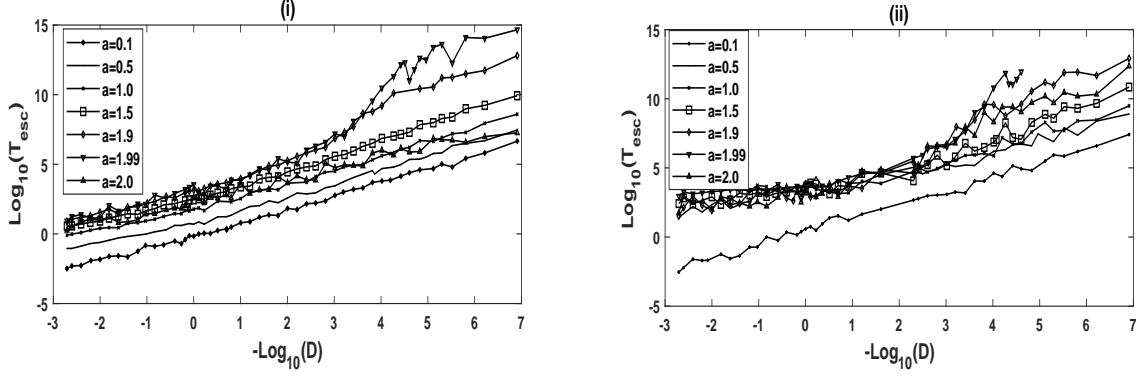 (i)
15
10
5
0
-5
Log10(Tesc)
a=0.1
a=0.5
a=1.0
a=1.5
a=1.9
a=1.99
a=2.0
-3 -2 -1 0 1 2 3 4 5 6 7
-Log10(D)
(ii)
15
10
5
0
-5
Log10(Tesc)
a=0.1
a=0.5
a=1.0
a=1.5
a=1.9
a=1.99
a=2.0
-3 -2 -1 0 1 2 3 4 5 6 7
-Log10(D)